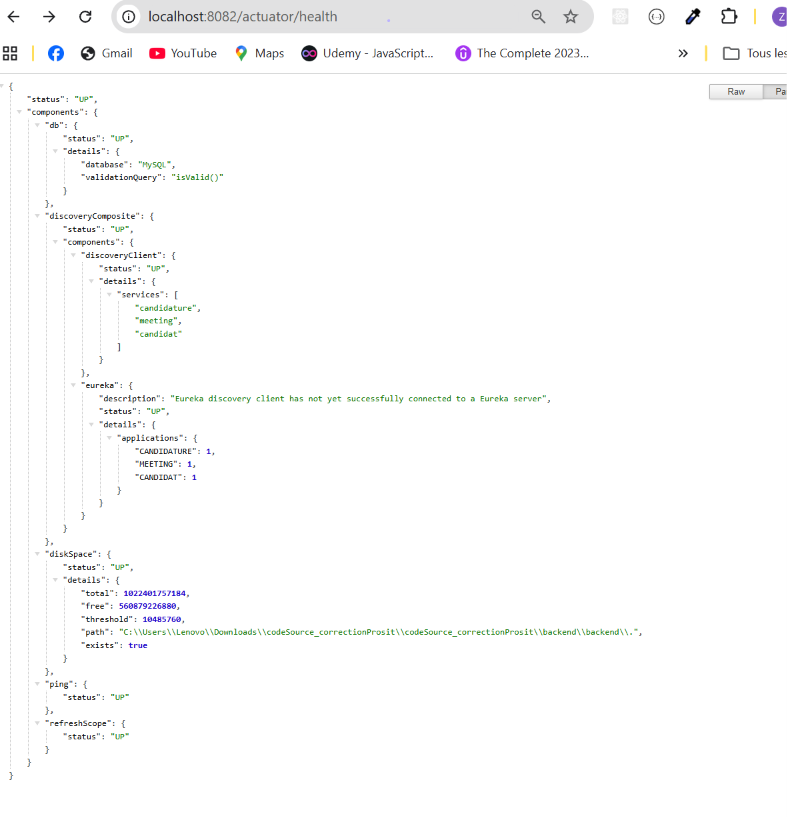 localhost:8082/actuator/health
Gmail YouTube Maps Udemy - JavaScript... The Complete 2023... » Tous les
Raw Pa
{
"status": "UP",
"components": {
"db": {
"status": "UP",
"details": {
"database": "MySQL",
"validationQuery": "isValid()"
}
},
"discoveryComposite": {
"status": "UP",
"components": {
"discoveryClient": {
"status": "UP",
"details": {
"services": [
"candidature",
"meeting",
"candidat"
]
}
},
"eureka": {
"description": "Eureka discovery client has not yet successfully connected to a Eureka server",
"status": "UP",
"details": {
"applications": {
"CANDIDATURE": 1,
"MEETING": 1,
"CANDIDAT": 1
}
}
}
}
},
"diskSpace": {
"status": "UP",
"details": {
"total": 1022401757184,
"free": 560879226880,
"threshold": 10485760,
"path": "C:\\Users\\Lenovo\\Downloads\\codeSource_correctionProsit\\codeSource_correctionProsit\\backend\\backend\\.",
"exists": true
}
},
"ping": {
"status": "UP"
},
"refreshScope": {
"status": "UP"
}
}
}